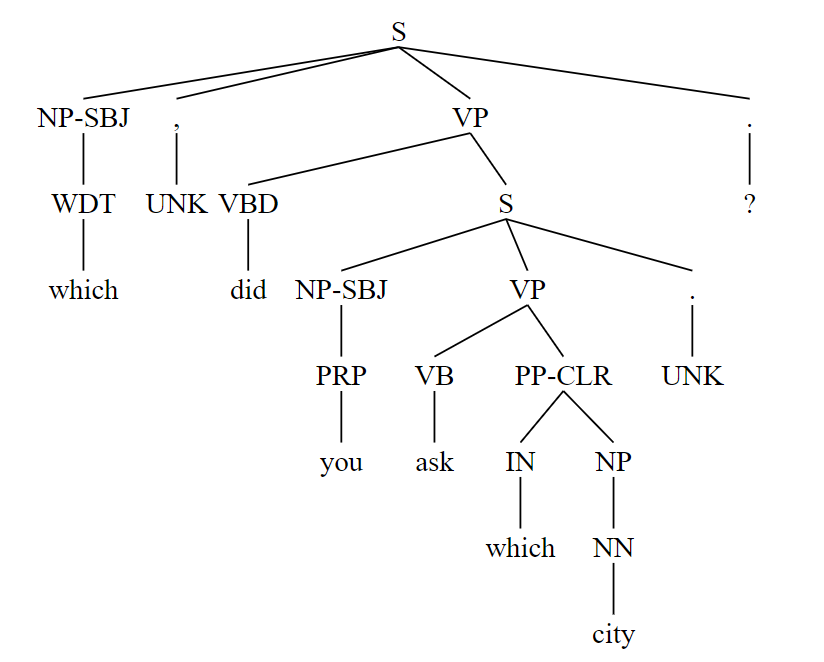 S
NP-SBJ , VP .
WDT UNK VBD S ?
which did NP-SBJ VP .
PRP VB PP-CLR UNK
you ask IN NP
which NN
city